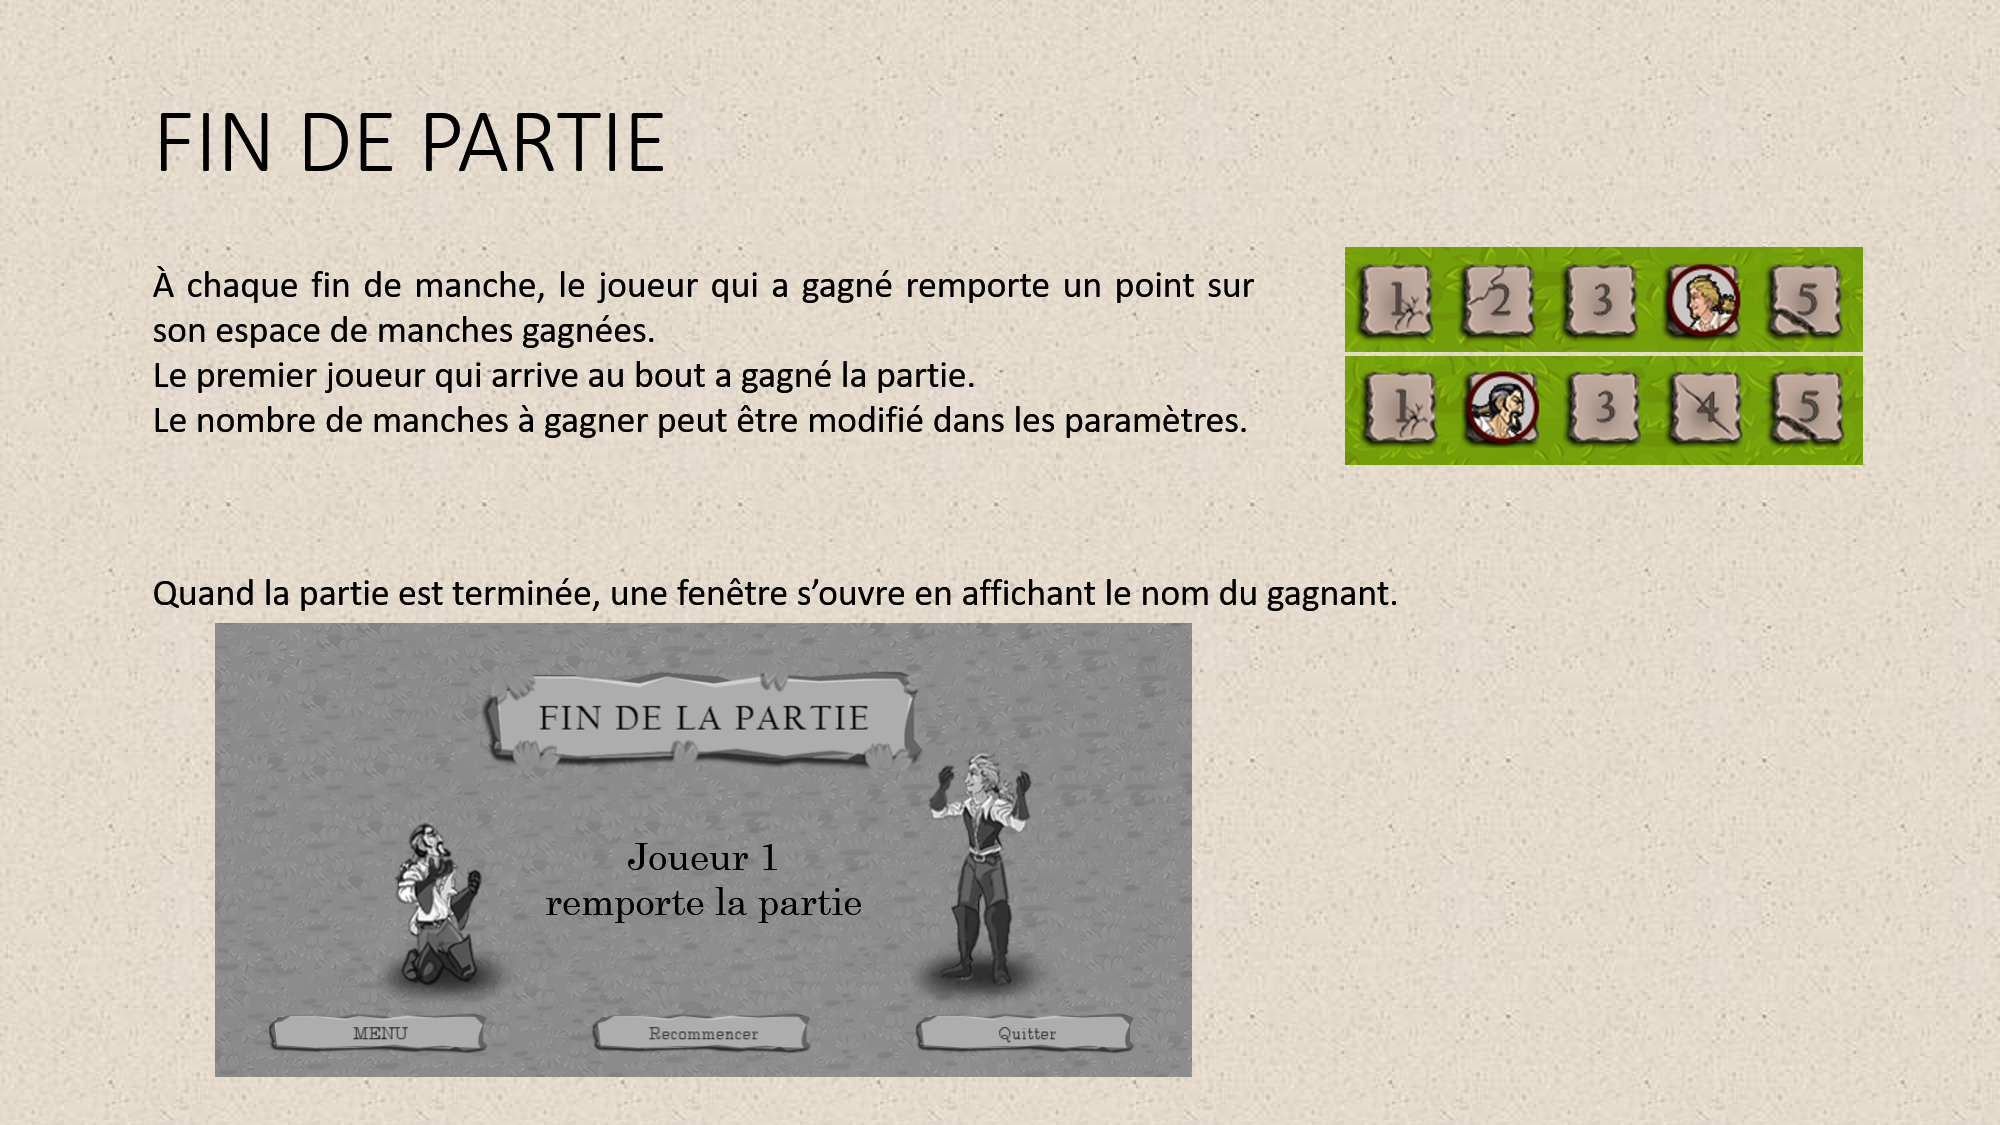 FIN DE PARTIE
À chaque fin de manche, le joueur qui a gagné remporte un point sur
son espace de manches gagnées.
Le premier joueur qui arrive au bout a gagné la partie.
Le nombre de manches à gagner peut être modifié dans les paramètres.
1 2 3 5
1 3 4 5
Quand la partie est terminée, une fenêtre s’ouvre en affichant le nom du gagnant.
FIN DE LA PARTIE
Joueur 1
remporte la partie
MENU Recommencer Quitter